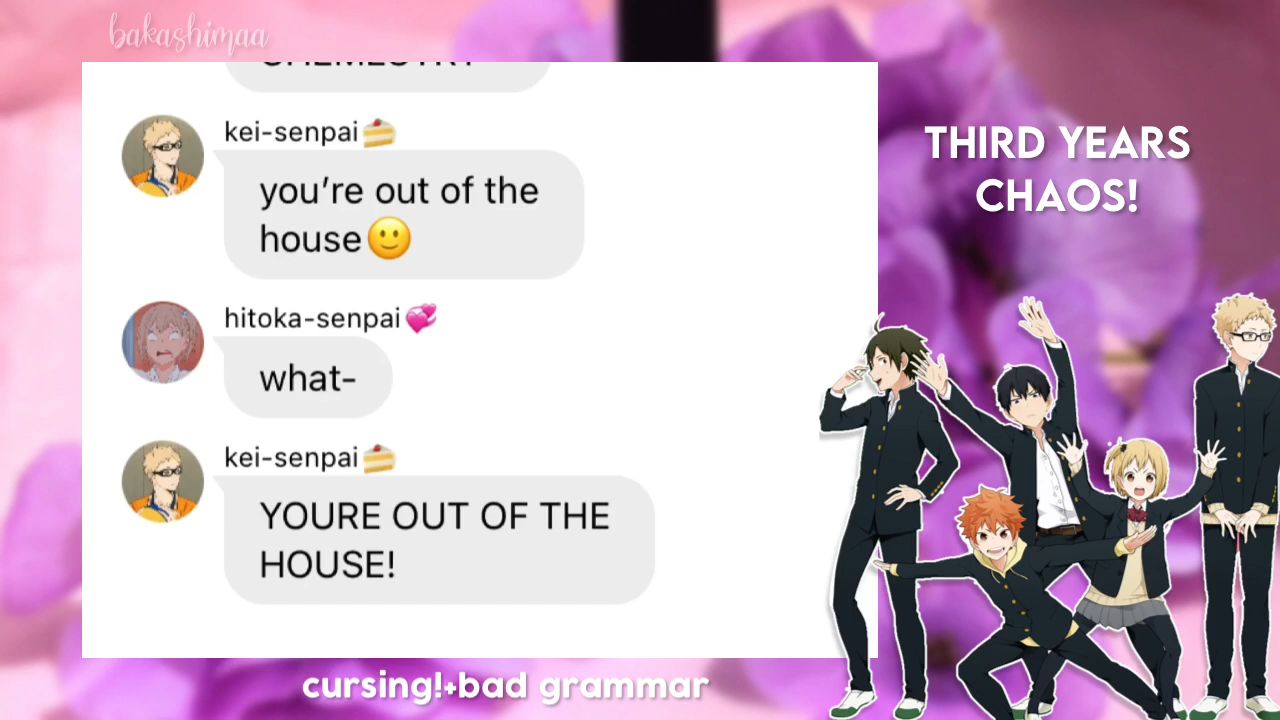 bakashimaa
CHEMISTRY
kei-senpai🍰
you’re out of the
house🙂
hitoka-senpai💞
what-
kei-senpai🍰
YOURE OUT OF THE
HOUSE!
THIRD YEARS
CHAOS!
cursing!+bad grammar